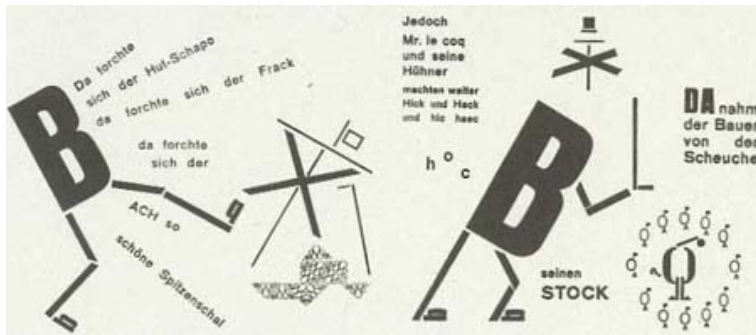 Da forchte
sich der Hut-Schapo
da forchte sich der Frack
B
da forchte
sich der
ACH so
schöne Spitzenschal
Jedoch
Mr. le coq
und seine
Hühner
machten weiter
Hick und Hack
und hic haec
h o c
B
DA nahm
der Bauer
von der
Scheuche
seinen
STOCK